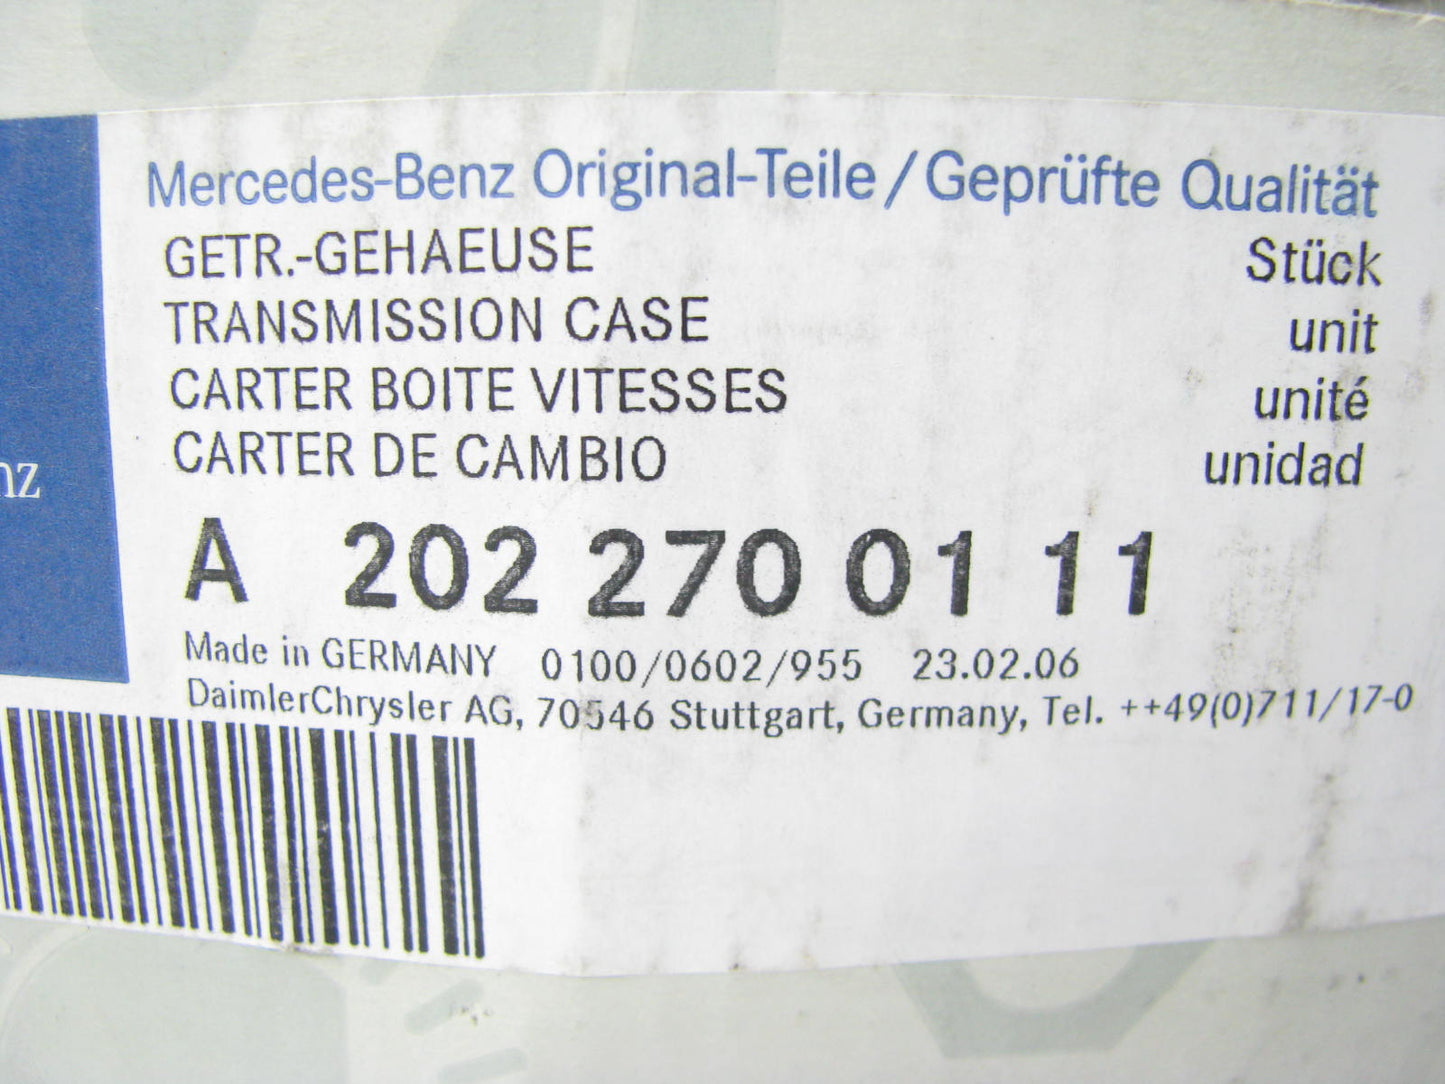 Mercedes-Benz Original-Teile/Geprüfte Qualität
GETR.-GEHAEUSE Stück
TRANSMISSION CASE unit
CARTER BOITE VITESSES unité
CARTER DE CAMBIO unidad
nz
A 202 270 01 11
Made in GERMANY 0100/0602/955 23.02.06
DaimlerChrysler AG, 70546 Stuttgart, Germany, Tel. ++49(0)711/17-0